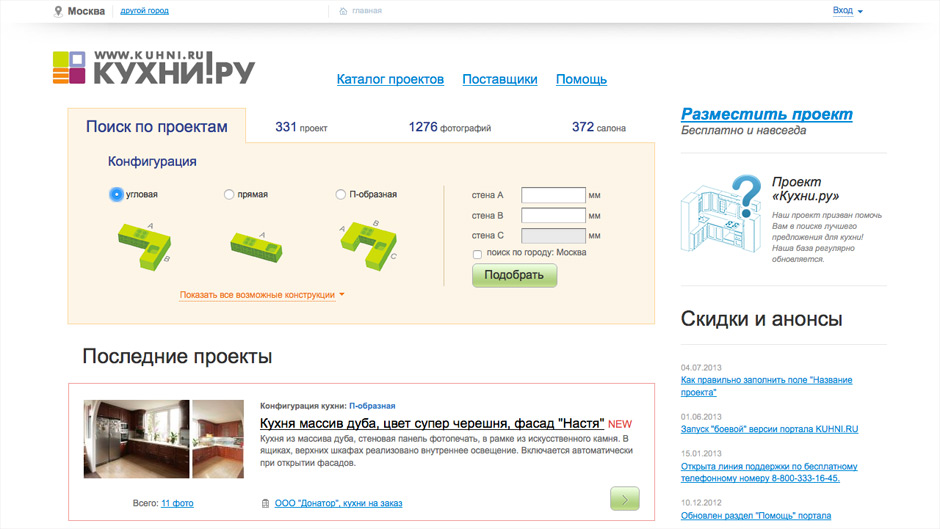 Москва другой город главная Вход
WWW.KUHNI.RU
КУХНИ!РУ
Каталог проектов Поставщики Помощь
Поиск по проектам 331 проект 1276 фотографий 372 салона
Конфигурация
угловая прямая П-образная
A
B
A
A
B
C
Показать все возможные конструкции
стена A мм
стена B мм
стена C мм
поиск по городу: Москва
Подобрать
Разместить проект
Бесплатно и навсегда
Проект
«Кухни.ру»
Наш проект призван помочь
Вам в поиске лучшего
предложения для кухни!
Наша база регулярно
обновляется.
Последние проекты
Конфигурация кухни: П-образная
Кухня массив дуба, цвет супер черешня, фасад "Настя" NEW
Кухня из массива дуба, стеновая панель фотопечать, в рамке из искусственного камня. В
ящиках, верхних шкафах реализовано внутреннее освещение. Включается автоматически
при открытии фасадов.
Всего: 11 фото ООО "Донатор", кухни на заказ
Скидки и анонсы
04.07.2013
Как правильно заполнить поле "Название
проекта"
01.06.2013
Запуск "боевой" версии портала KUHNI.RU
15.01.2013
Открыта линия поддержки по бесплатному
телефонному номеру 8-800-333-16-45.
10.12.2012
Обновлен раздел "Помощь" портала